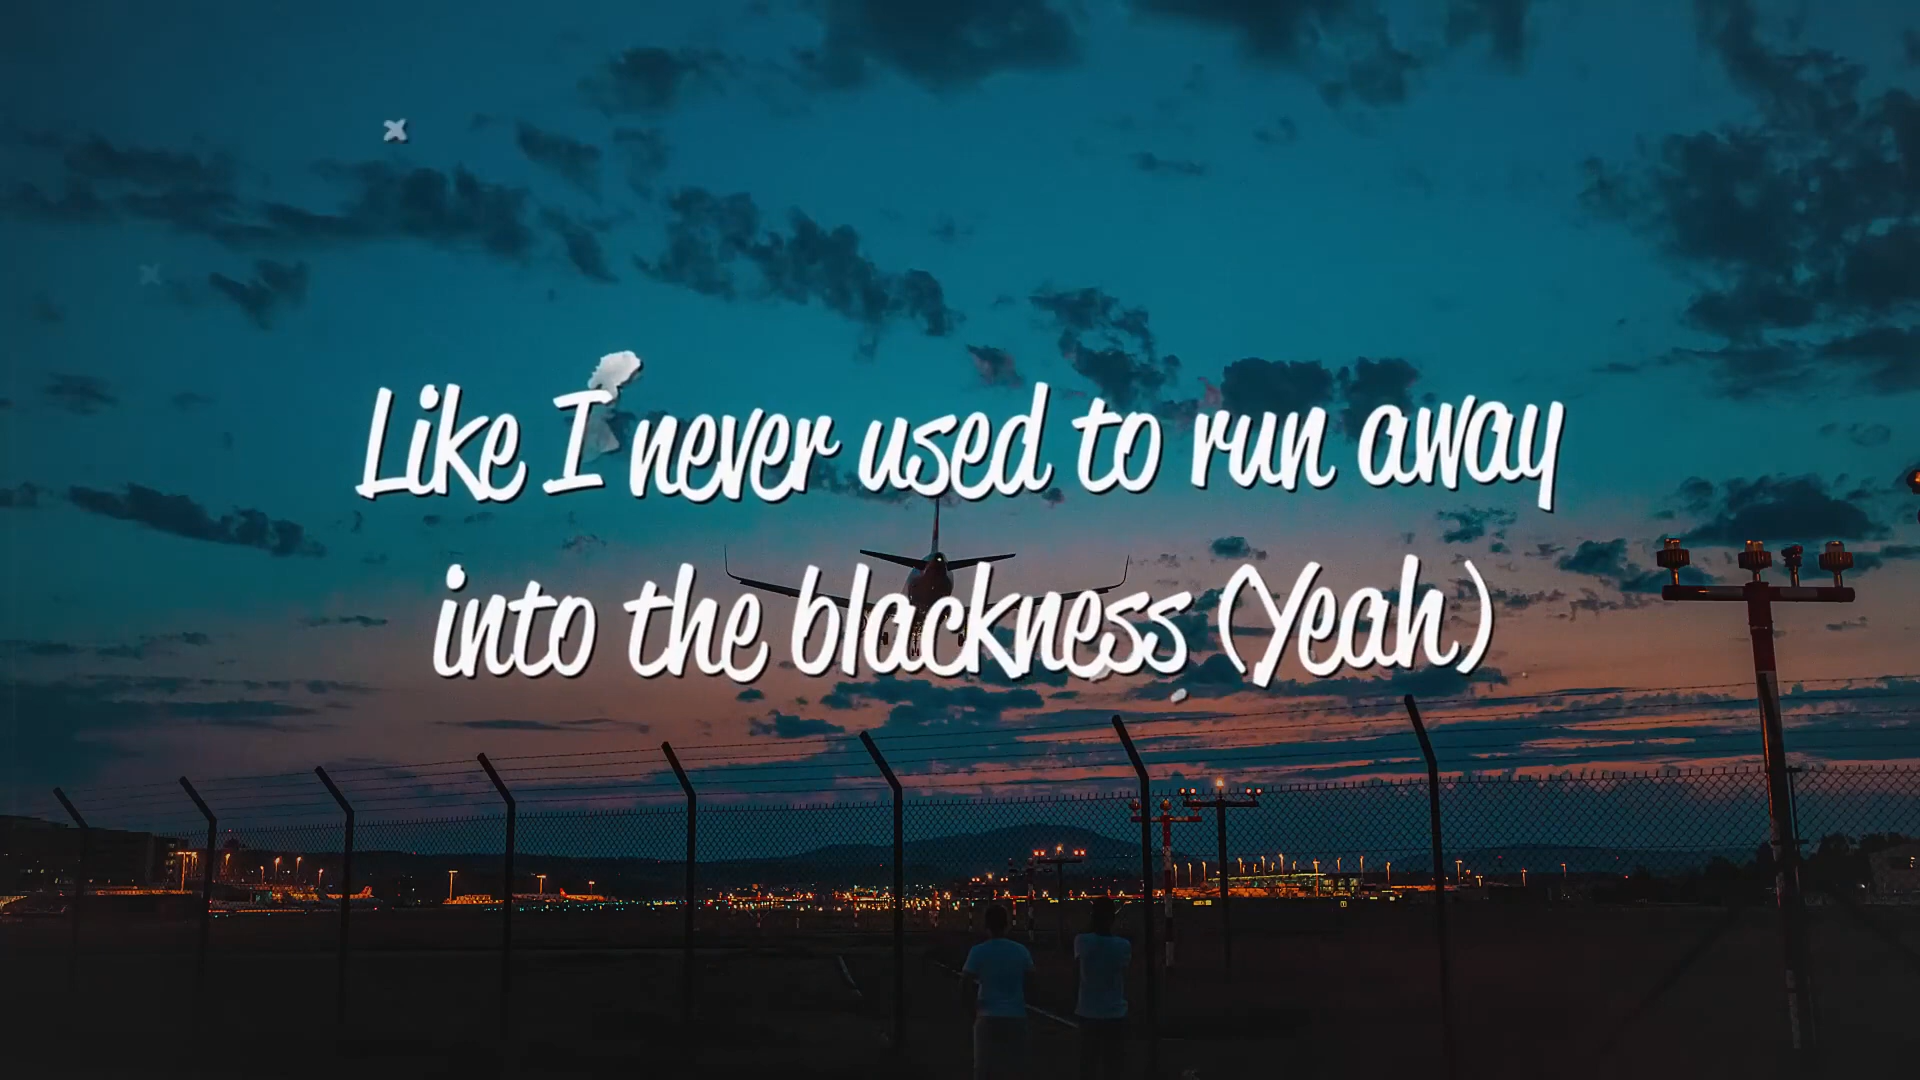 Like I never used to run away
into the blackness (Yeah)